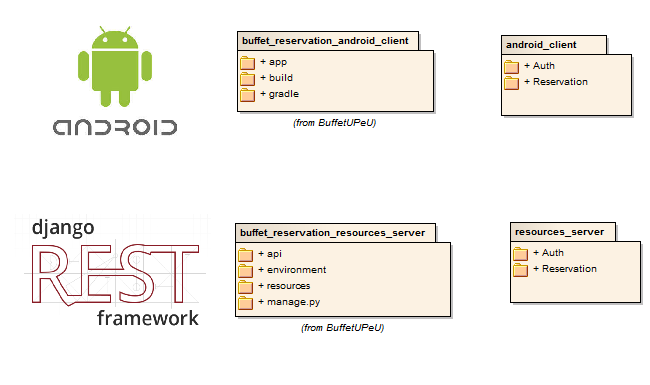 ANDROID
buffet_reservation_android_client
+ app
+ build
+ gradle
(from BuffetUPeU)
android_client
+ Auth
+ Reservation
django
REST
framework
buffet_reservation_resources_server
+ api
+ environment
+ resources
+ manage.py
(from BuffetUPeU)
resources_server
+ Auth
+ Reservation